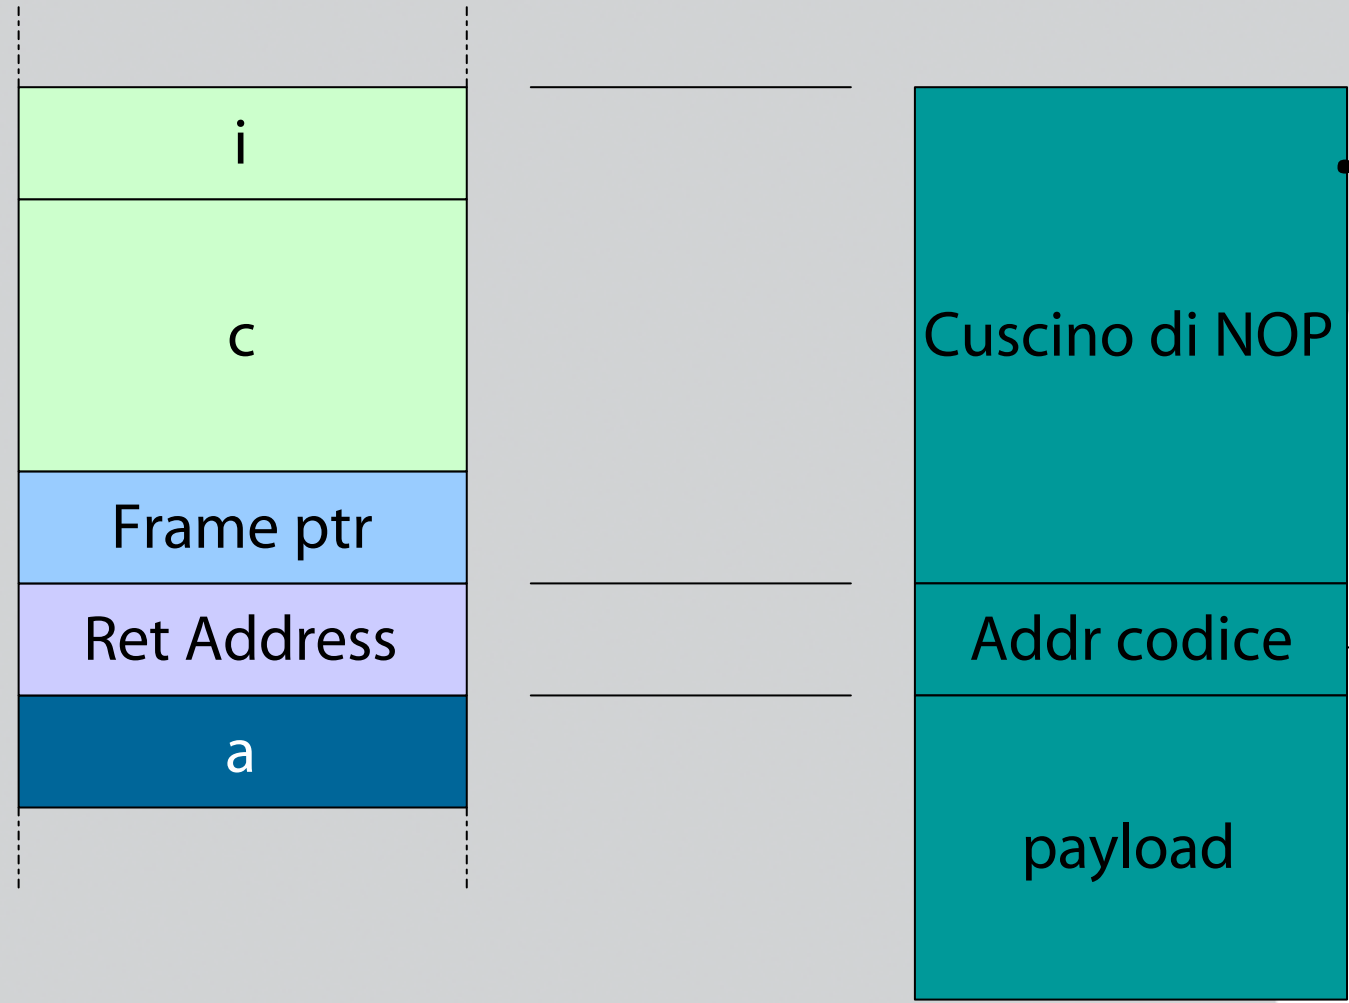 i
c
Frame ptr
Ret Address
a
Cuscino di NOP
Addr codice
payload